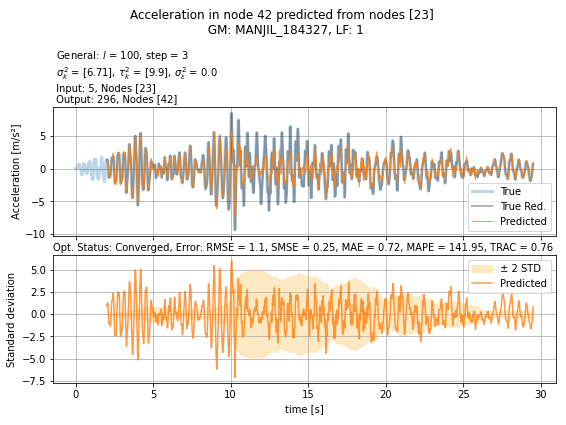 Acceleration in node 42 predicted from nodes [23]
GM: MANJIL_184327, LF: 1
General: l = 100, step = 3
σ²ₖ = [6.71], τ²ₖ = [9.9], σ²_ε = 0.0
Input: 5, Nodes [23]
Output: 296, Nodes [42]
Acceleration [m/s²]
5
0
−5
−10
True
True Red.
Predicted
Opt. Status: Converged, Error: RMSE = 1.1, SMSE = 0.25, MAE = 0.72, MAPE = 141.95, TRAC = 0.76
Standard deviation
5.0
2.5
0.0
−2.5
−5.0
−7.5
± 2 STD
Predicted
0 5 10 15 20 25 30
time [s]